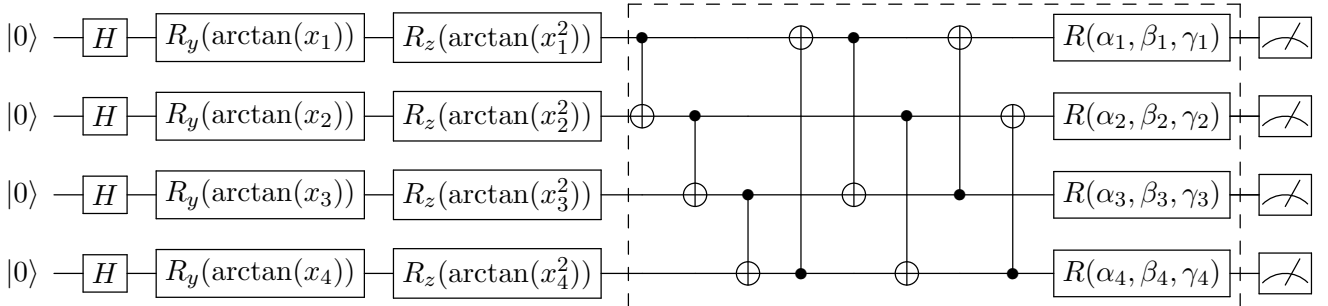 |0⟩ H R_y(arctan(x_1)) R_z(arctan(x_1^2)) R(α_1, β_1, γ_1)
|0⟩ H R_y(arctan(x_2)) R_z(arctan(x_2^2)) R(α_2, β_2, γ_2)
|0⟩ H R_y(arctan(x_3)) R_z(arctan(x_3^2)) R(α_3, β_3, γ_3)
|0⟩ H R_y(arctan(x_4)) R_z(arctan(x_4^2)) R(α_4, β_4, γ_4)